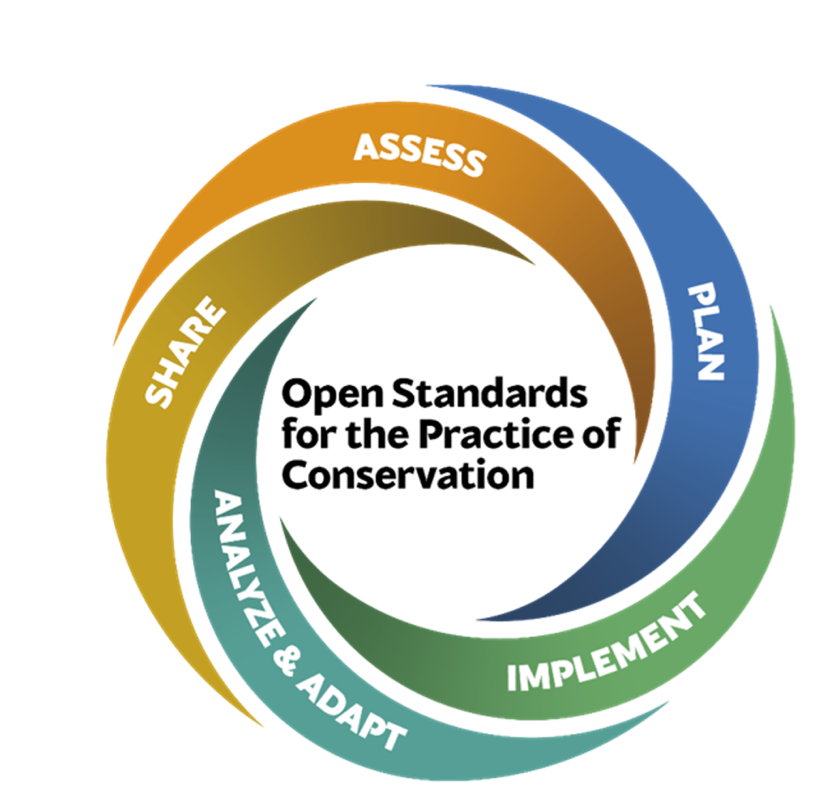 ASSESS
PLAN
IMPLEMENT
ANALYZE & ADAPT
SHARE
Open Standards
for the Practice of
Conservation